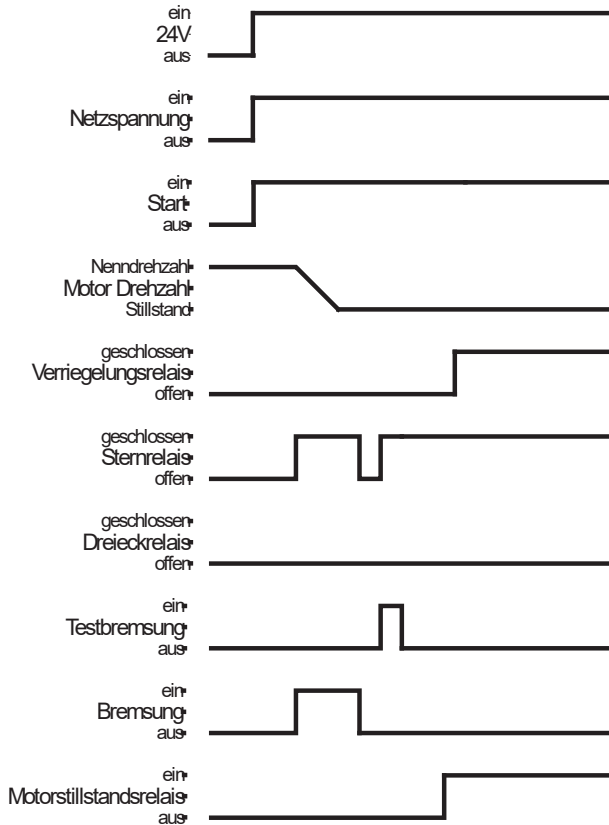 ein
24V
aus
ein
Netzspannung
aus
ein
Start
aus
Nenndrehzahl
Motor Drehzahl
Stillstand
geschlossen
Verriegelungsrelais
offen
geschlossen
Sternrelais
offen
geschlossen
Dreieckrelais
offen
ein
Testbremsung
aus
ein
Bremsung
aus
ein
Motorstillstandsrelais
aus